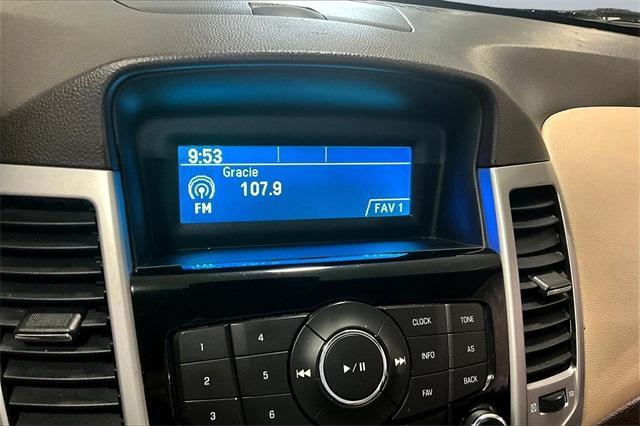 9:53
Gracie
107.9
FM
FAV 1
1
4
CLOCK
TONE
2
5
INFO
AS
3
6
FAV
BACK